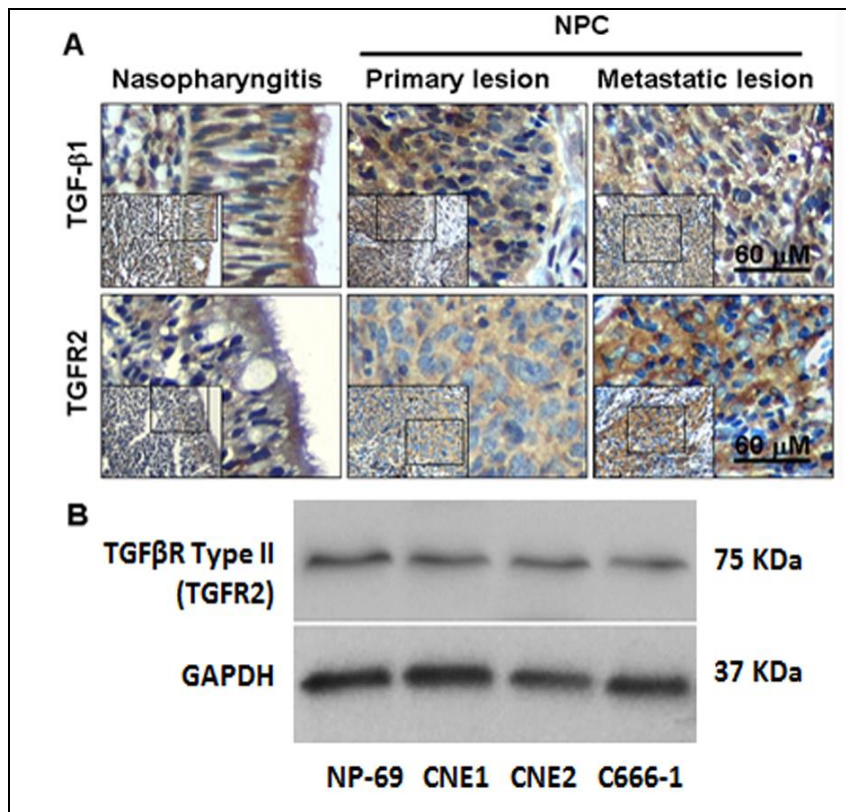 A
NPC
Nasopharyngitis Primary lesion Metastatic lesion
TGF-β1
60 μM
TGFR2
60 μM
B
TGFβR Type II
(TGFR2)
75 KDa
GAPDH
37 KDa
NP-69 CNE1 CNE2 C666-1